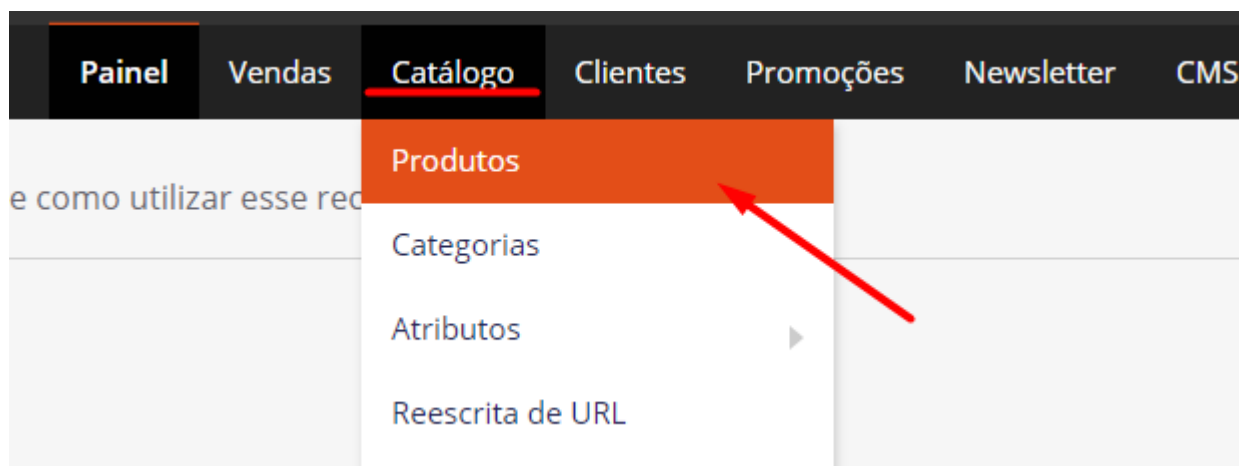 Painel Vendas Catálogo Clientes Promoções Newsletter CMS
Produtos
e como utilizar esse rec
Categorias
Atributos
Reescrita de URL